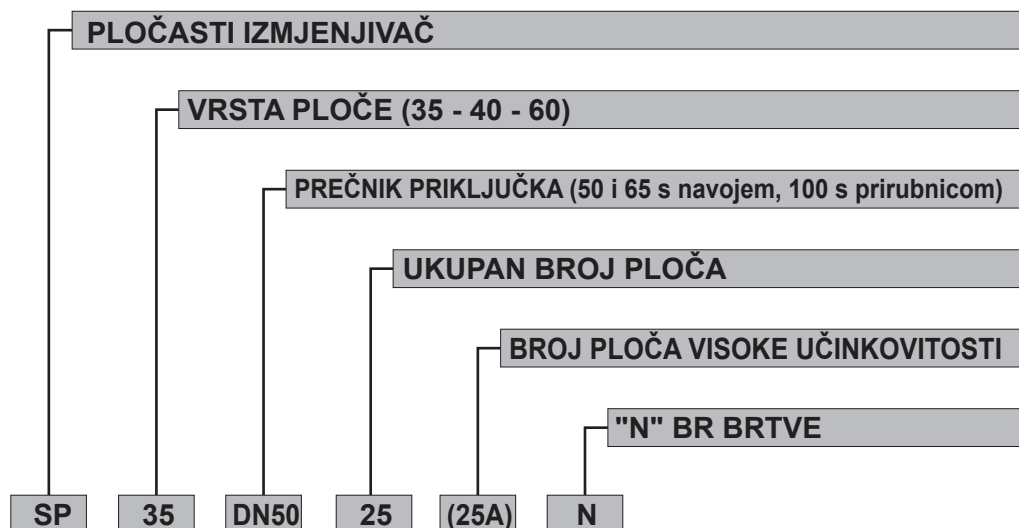 PLOČASTI IZMJENJIVAČ
VRSTA PLOČE (35 - 40 - 60)
PREČNIK PRIKLJUČKA (50 i 65 s navojem, 100 s prirubnicom)
UKUPAN BROJ PLOČA
BROJ PLOČA VISOKE UČINKOVITOSTI
"N" BR BRTVE
SP 35 DN50 25 (25A) N